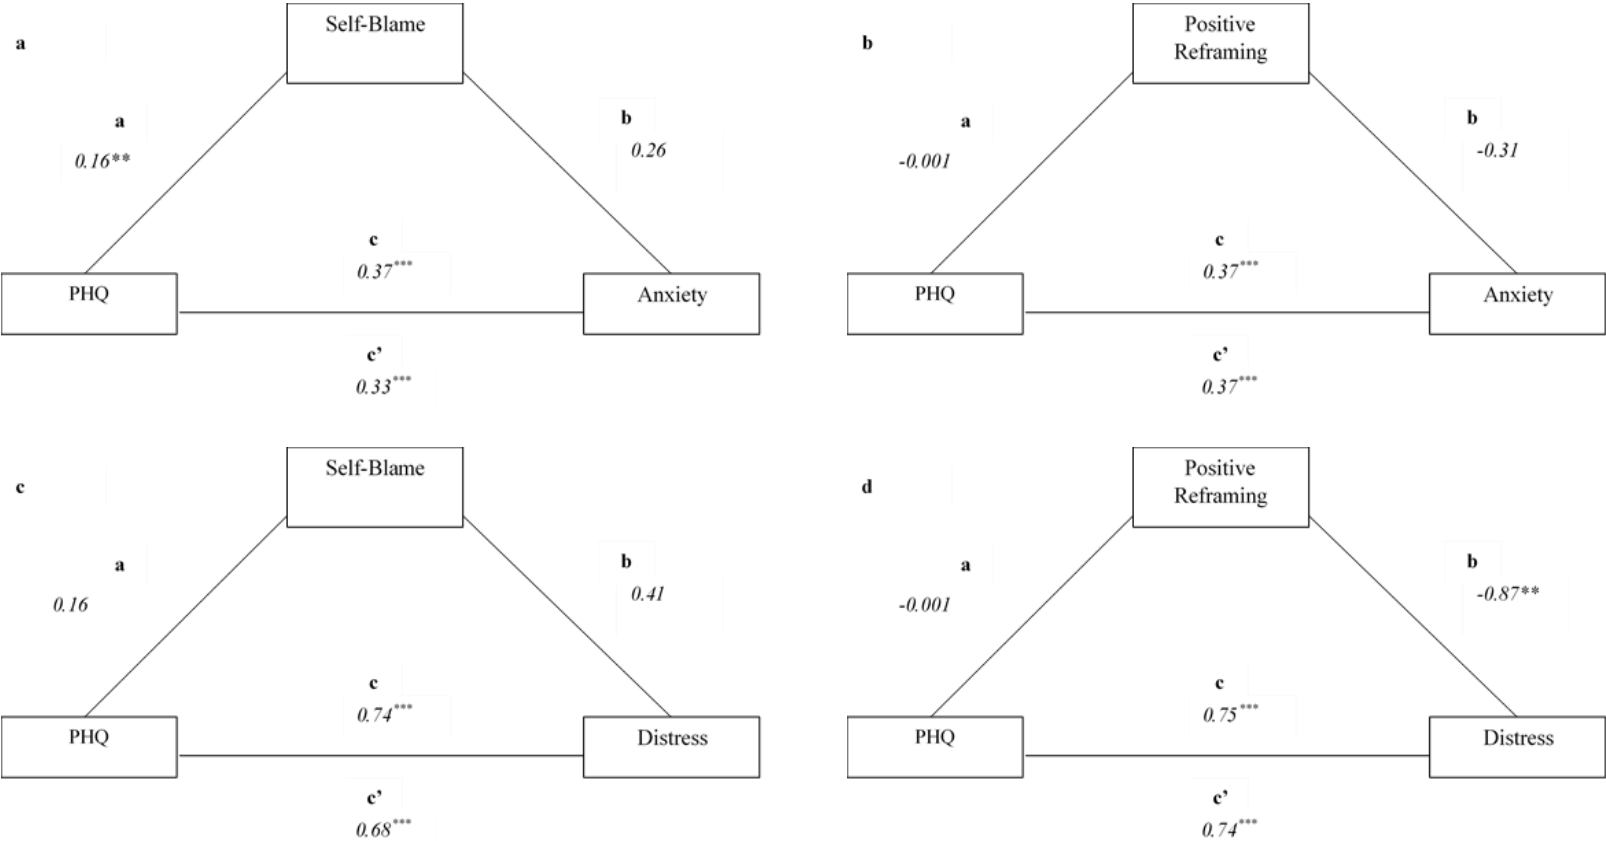 a
Self-Blame
a
0.16**
b
0.26
c
0.37***
PHQ
Anxiety
c’
0.33***
b
Positive
Reframing
a
-0.001
b
-0.31
c
0.37***
PHQ
Anxiety
c’
0.37***
c
Self-Blame
a
0.16
b
0.41
c
0.74***
PHQ
Distress
c’
0.68***
d
Positive
Reframing
a
-0.001
b
-0.87**
c
0.75***
PHQ
Distress
c’
0.74***